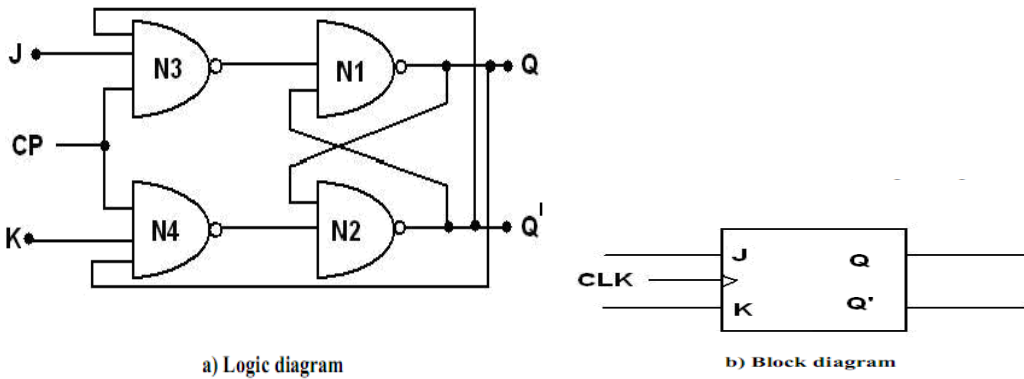 J
N3
N1
Q
CP
K
N4
N2
Q'
a) Logic diagram
J
Q
CLK
K
Q'
b) Block diagram